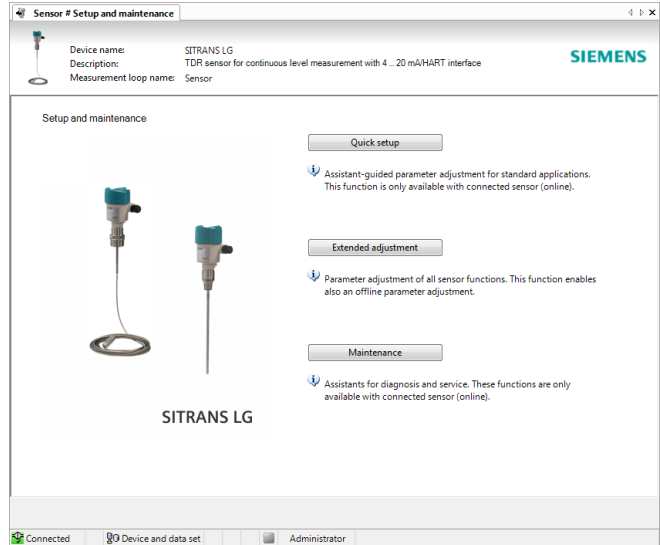 Sensor # Setup and maintenance
Device name: SITRANS LG
Description: TDR sensor for continuous level measurement with 4 .. 20 mA/HART interface
Measurement loop name: Sensor
SIEMENS
Setup and maintenance
Quick setup
Assistant-guided parameter adjustment for standard applications.
This function is only available with connected sensor (online).
Extended adjustment
Parameter adjustment of all sensor functions. This function enables
also an offline parameter adjustment.
Maintenance
Assistants for diagnosis and service. These functions are only
available with connected sensor (online).
SITRANS LG
Connected Device and data set Administrator